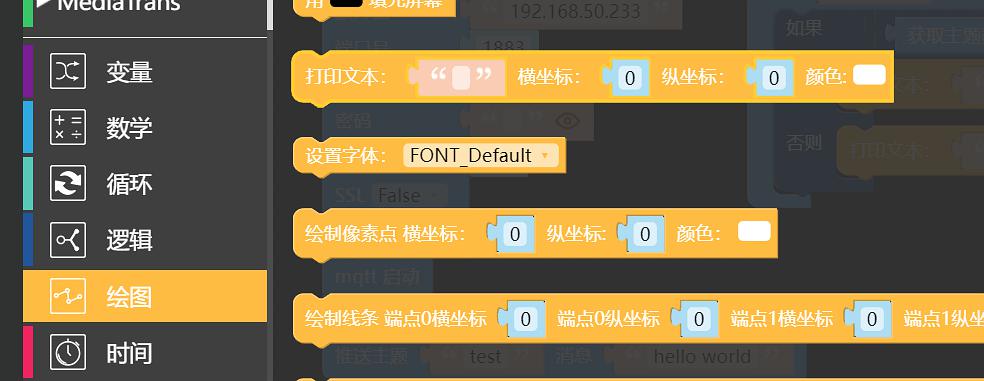 MediaTrans
用 填充屏幕
192.168.50.233
端口号 1883
如果 获取主题
变量
打印文本： “ ” 横坐标： 0 纵坐标： 0 颜色:
数学
密码 “ ”
否则 打印文本：
设置字体： FONT_Default
循环
SSL False
逻辑
绘制像素点 横坐标： 0 纵坐标: 0 颜色：
mqtt 启动
绘图
绘制线条 端点0横坐标 0 端点0纵坐标 0 端点1横坐标 0 端点1纵坐
时间
推送主题 “ test ” 消息 “ hello world ”